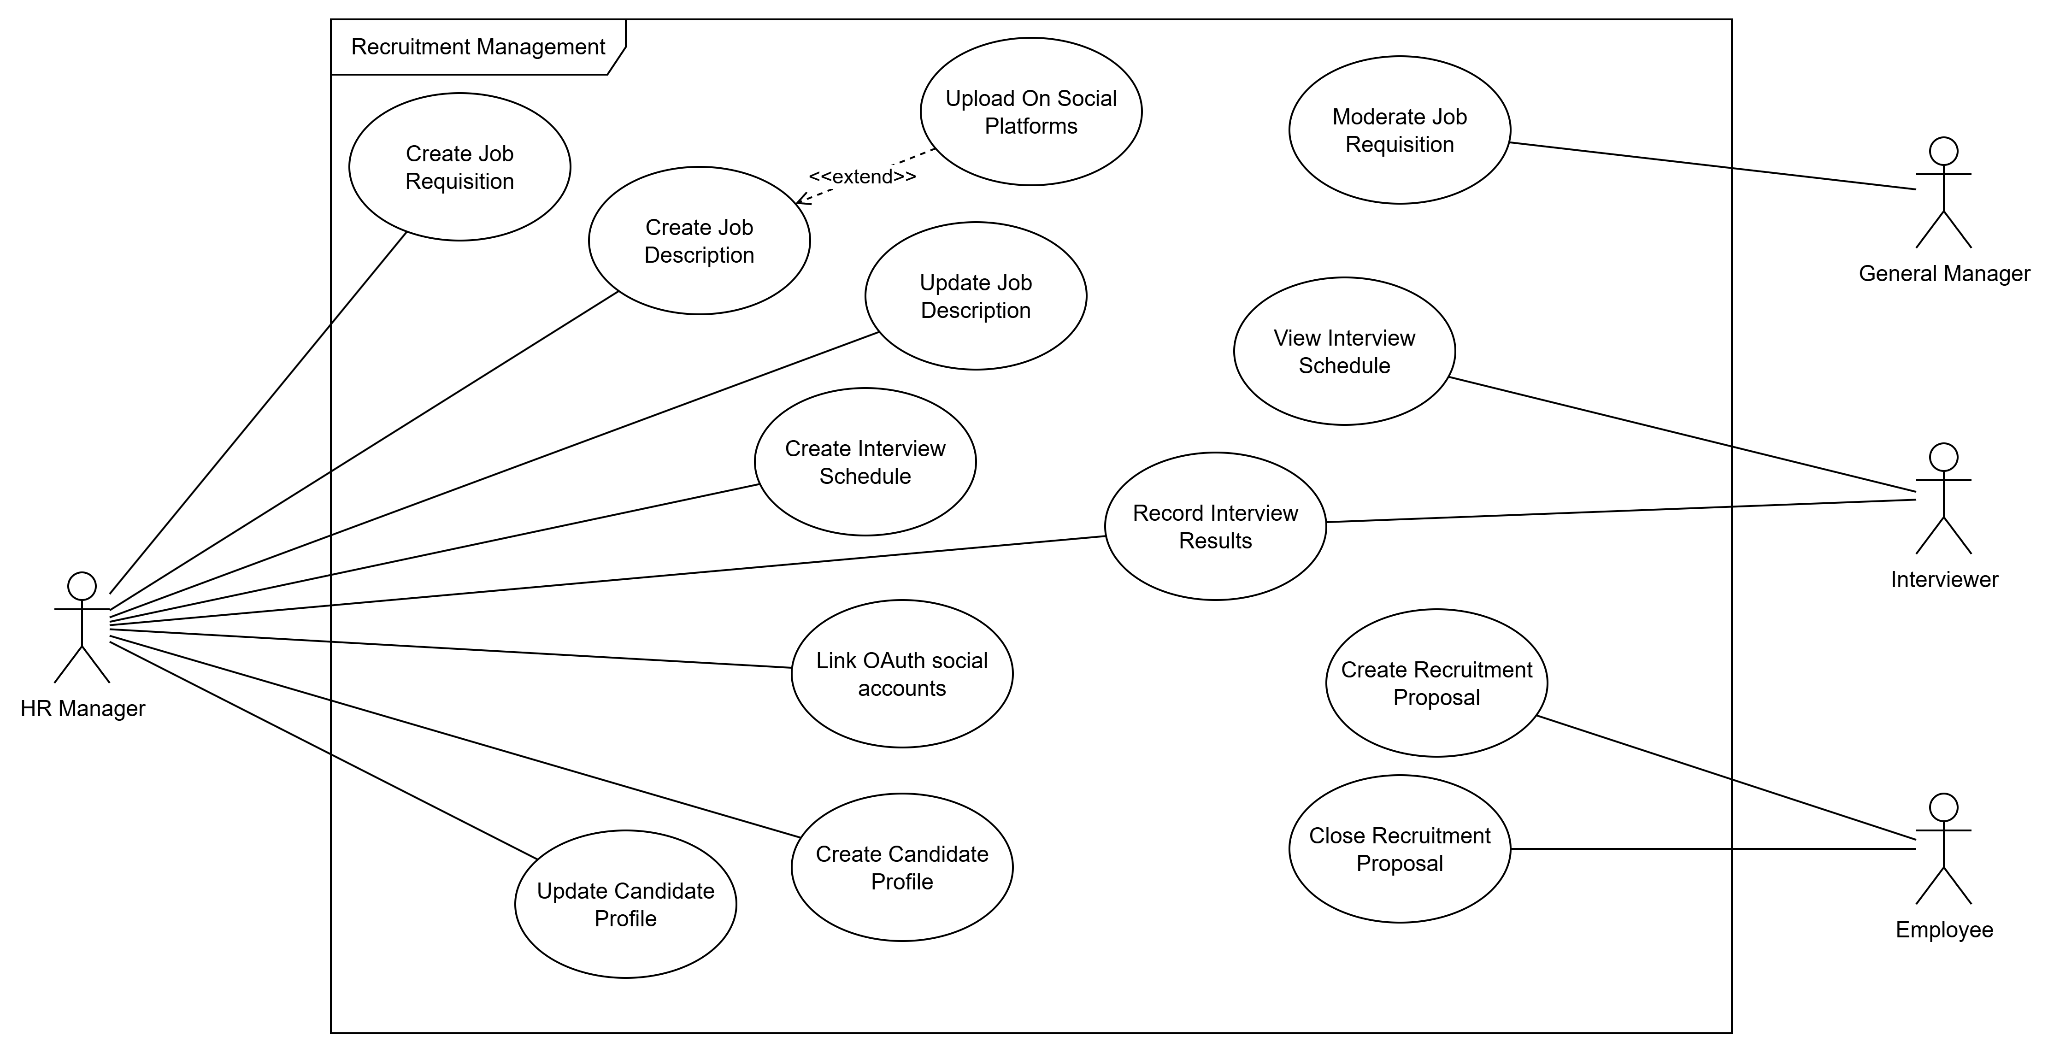 Recruitment Management
Upload On Social
Platforms
Moderate Job
Requisition
Create Job
Requisition
<<extend>>
Create Job
Description
General Manager
Update Job
Description
View Interview
Schedule
Create Interview
Schedule
Record Interview
Results
Interviewer
HR Manager
Link OAuth social
accounts
Create Recruitment
Proposal
Close Recruitment
Proposal
Create Candidate
Profile
Update Candidate
Profile
Employee